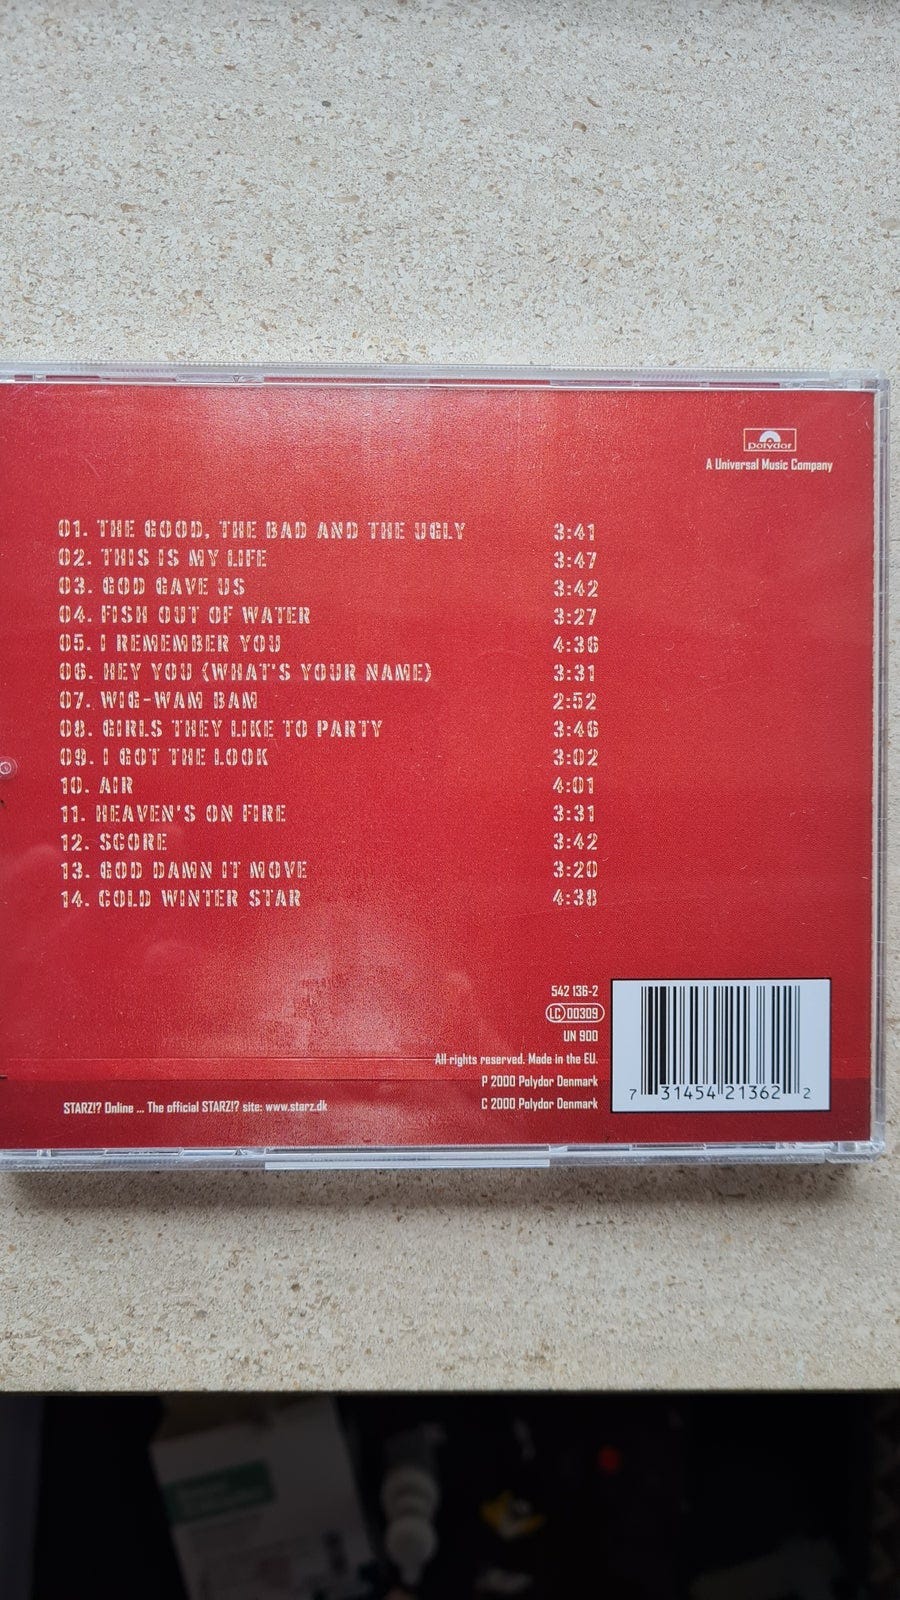 Polydor
A Universal Music Company
01. THE GOOD, THE BAD AND THE UGLY 3:41
02. THIS IS MY LIFE 3:47
03. GOD GAVE US 3:42
04. FISH OUT OF WATER 3:27
05. I REMEMBER YOU 4:36
06. HEY YOU (WHAT'S YOUR NAME) 3:31
07. WIG-WAM BAM 2:52
08. GIRLS THEY LIKE TO PARTY 3:46
09. I GOT THE LOOK 3:02
10. AIR 4:01
11. HEAVEN'S ON FIRE 3:31
12. SCORE 3:42
13. GOD DAMN IT MOVE 3:20
14. COLD WINTER STAR 4:38
542 136-2
LC 00309
UN 900
All rights reserved. Made in the EU.
P 2000 Polydor Denmark
C 2000 Polydor Denmark
STARZ!? Online ... The official STARZ!? site: www.starz.dk
7 31454 21362 2